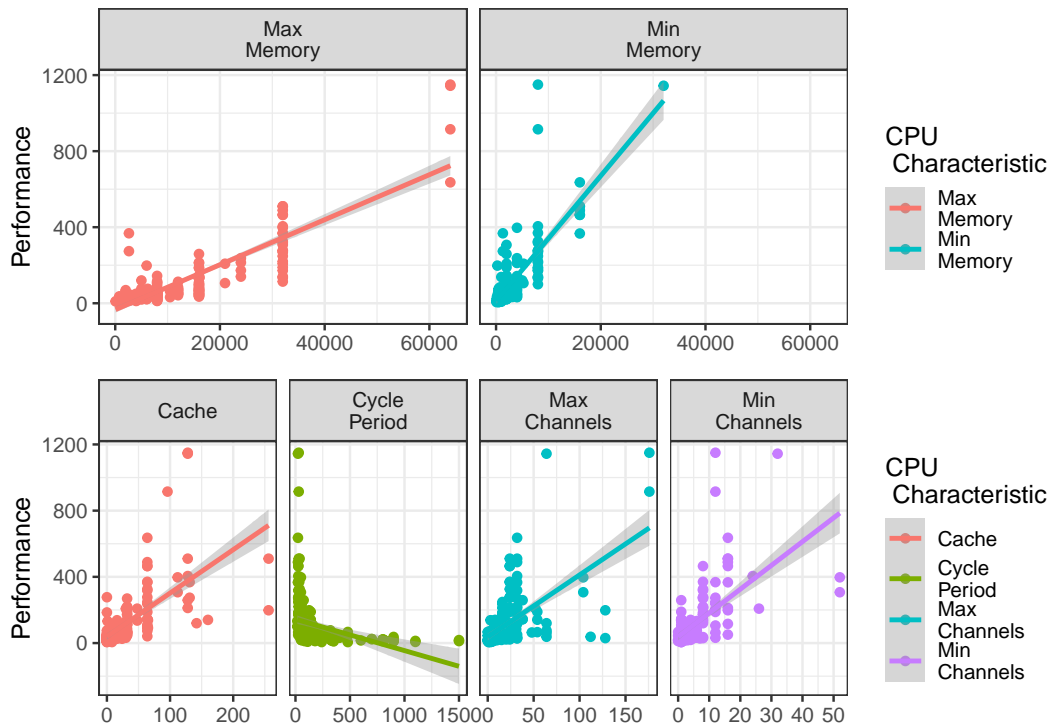 Max
Memory
Min
Memory
Performance
1200
800
400
0
0
20000
40000
60000
0
20000
40000
60000
CPU
Characteristic
Max
Memory
Min
Memory
Cache
Cycle
Period
Max
Channels
Min
Channels
Performance
1200
800
400
0
0
100
200
0
500
1000
1500
0
50
100
150
0
10
20
30
40
50
CPU
Characteristic
Cache
Cycle
Period
Max
Channels
Min
Channels